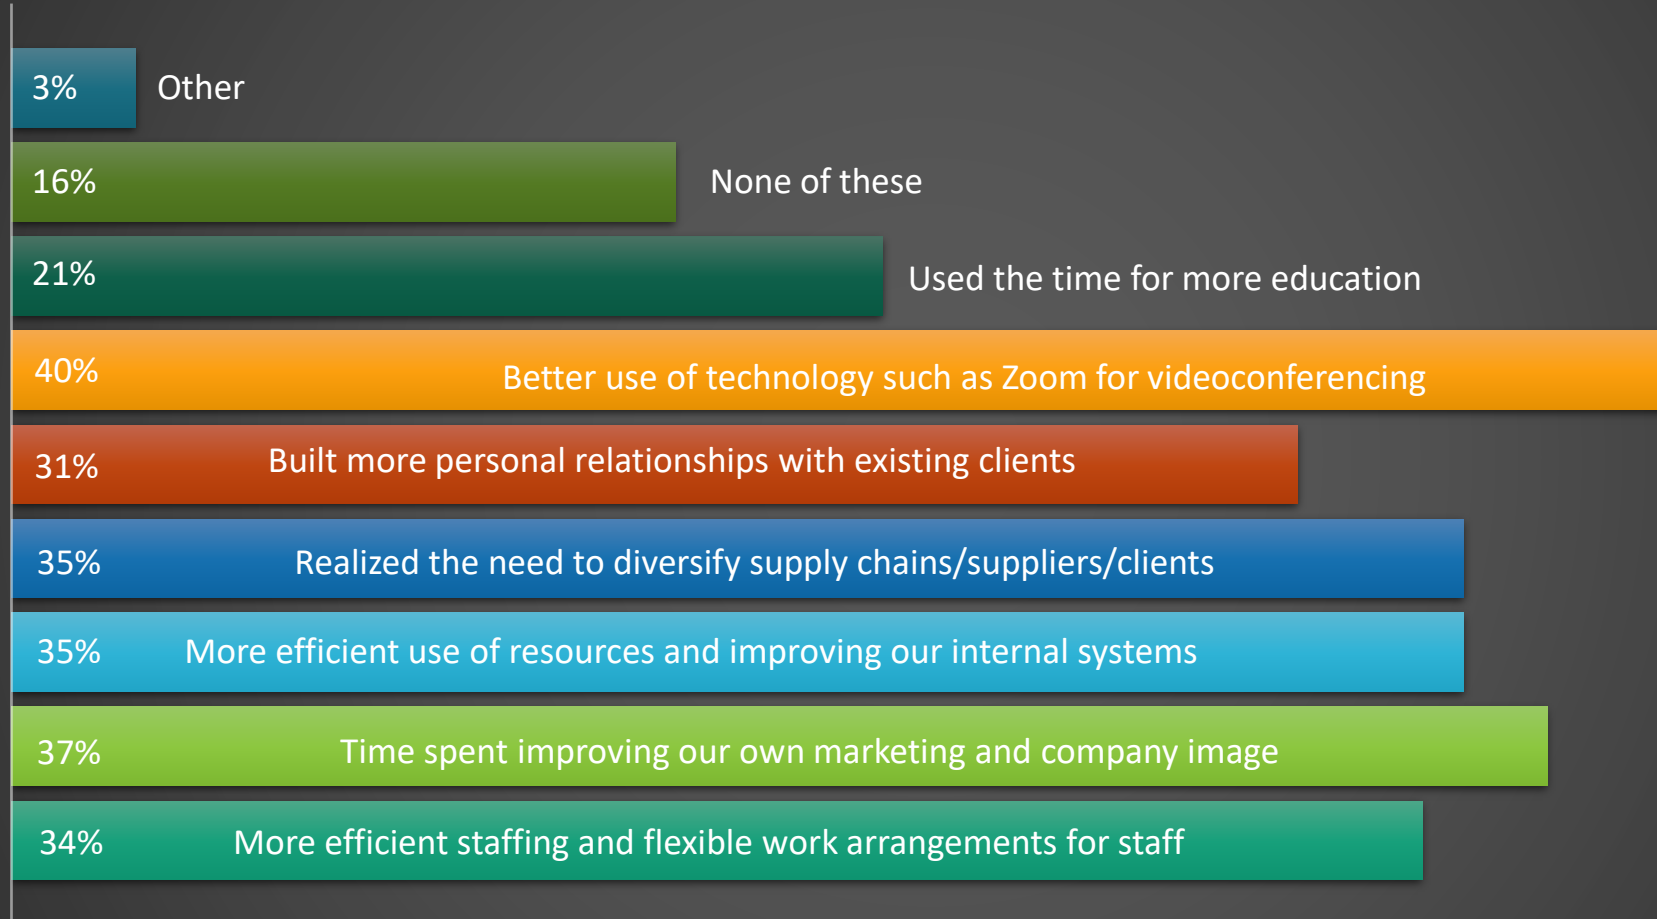 3% Other
16% None of these
21% Used the time for more education
40% Better use of technology such as Zoom for videoconferencing
31% Built more personal relationships with existing clients
35% Realized the need to diversify supply chains/suppliers/clients
35% More efficient use of resources and improving our internal systems
37% Time spent improving our own marketing and company image
34% More efficient staffing and flexible work arrangements for staff